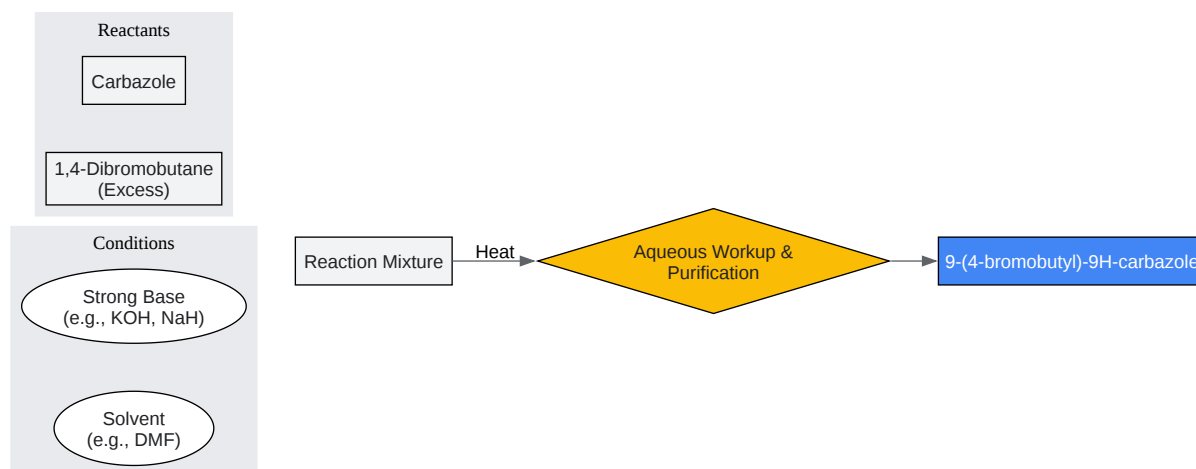 Reactants
Carbazole
1,4-Dibromobutane
(Excess)
Conditions
Strong Base
(e.g., KOH, NaH)
Solvent
(e.g., DMF)
Reaction Mixture
Heat
Aqueous Workup &
Purification
9-(4-bromobutyl)-9H-carbazole